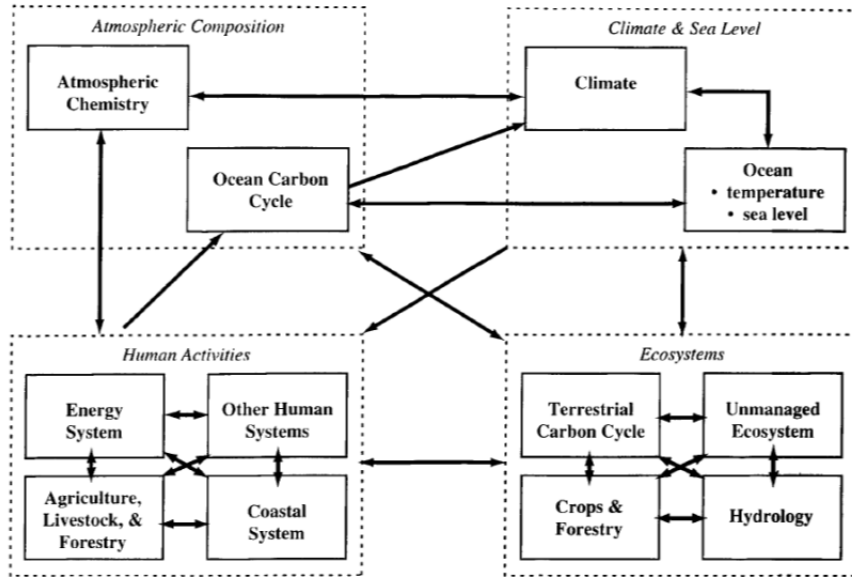 Atmospheric Composition
Atmospheric
Chemistry
Ocean Carbon
Cycle
Climate & Sea Level
Climate
Ocean
• temperature
• sea level
Human Activities
Energy
System
Other Human
Systems
Agriculture,
Livestock, &
Forestry
Coastal
System
Ecosystems
Terrestrial
Carbon Cycle
Unmanaged
Ecosystem
Crops &
Forestry
Hydrology